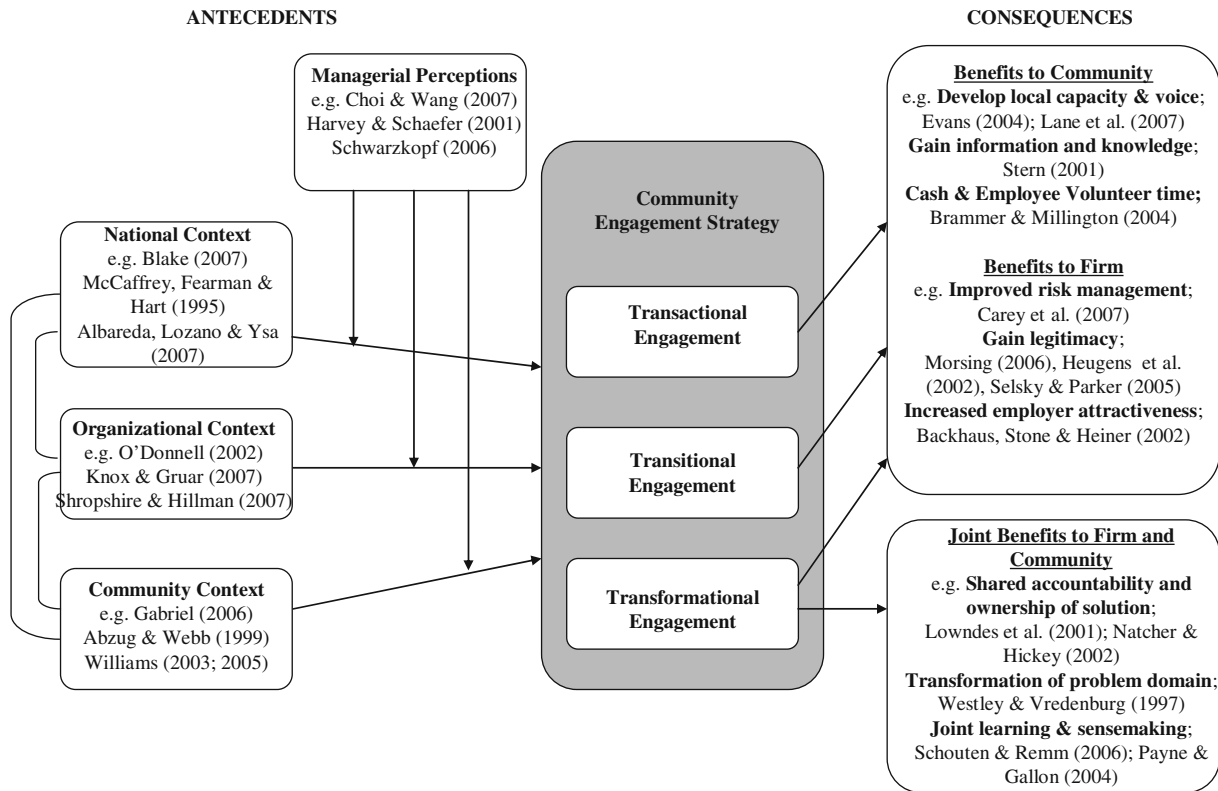 ANTECEDENTS
CONSEQUENCES
Managerial Perceptions
e.g. Choi & Wang (2007)
Harvey & Schaefer (2001)
Schwarzkopf (2006)
National Context
e.g. Blake (2007)
McCaffrey, Fearman &
Hart (1995)
Albareda, Lozano & Ysa
(2007)
Organizational Context
e.g. O’Donnell (2002)
Knox & Gruar (2007)
Shropshire & Hillman (2007)
Community Context
e.g. Gabriel (2006)
Abzug & Webb (1999)
Williams (2003; 2005)
Community
Engagement Strategy
Transactional
Engagement
Transitional
Engagement
Transformational
Engagement
Benefits to Community
e.g. Develop local capacity & voice;
Evans (2004); Lane et al. (2007)
Gain information and knowledge;
Stern (2001)
Cash & Employee Volunteer time;
Brammer & Millington (2004)
Benefits to Firm
e.g. Improved risk management;
Carey et al. (2007)
Gain legitimacy;
Morsing (2006), Heugens et al.
(2002), Selsky & Parker (2005)
Increased employer attractiveness;
Backhaus, Stone & Heiner (2002)
Joint Benefits to Firm and
Community
e.g. Shared accountability and
ownership of solution;
Lowndes et al. (2001); Natcher &
Hickey (2002)
Transformation of problem domain;
Westley & Vredenburg (1997)
Joint learning & sensemaking;
Schouten & Remm (2006); Payne &
Gallon (2004)